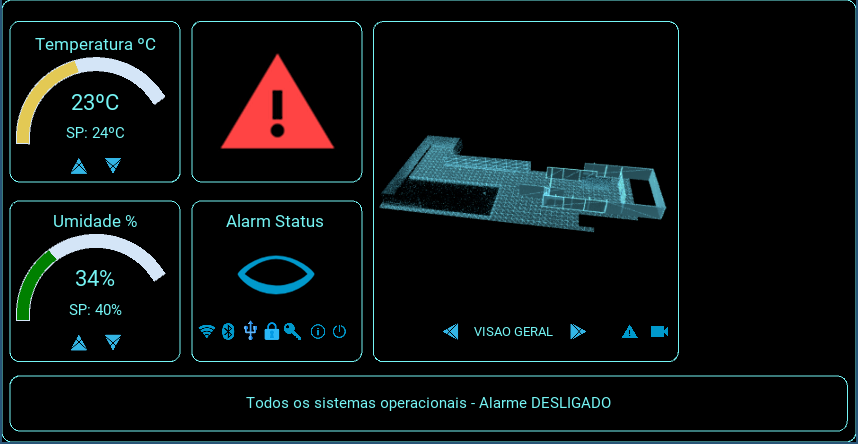 Temperatura ºC
23ºC
SP: 24ºC
Umidade %
34%
SP: 40%
Alarm Status
VISAO GERAL
Todos os sistemas operacionais - Alarme DESLIGADO